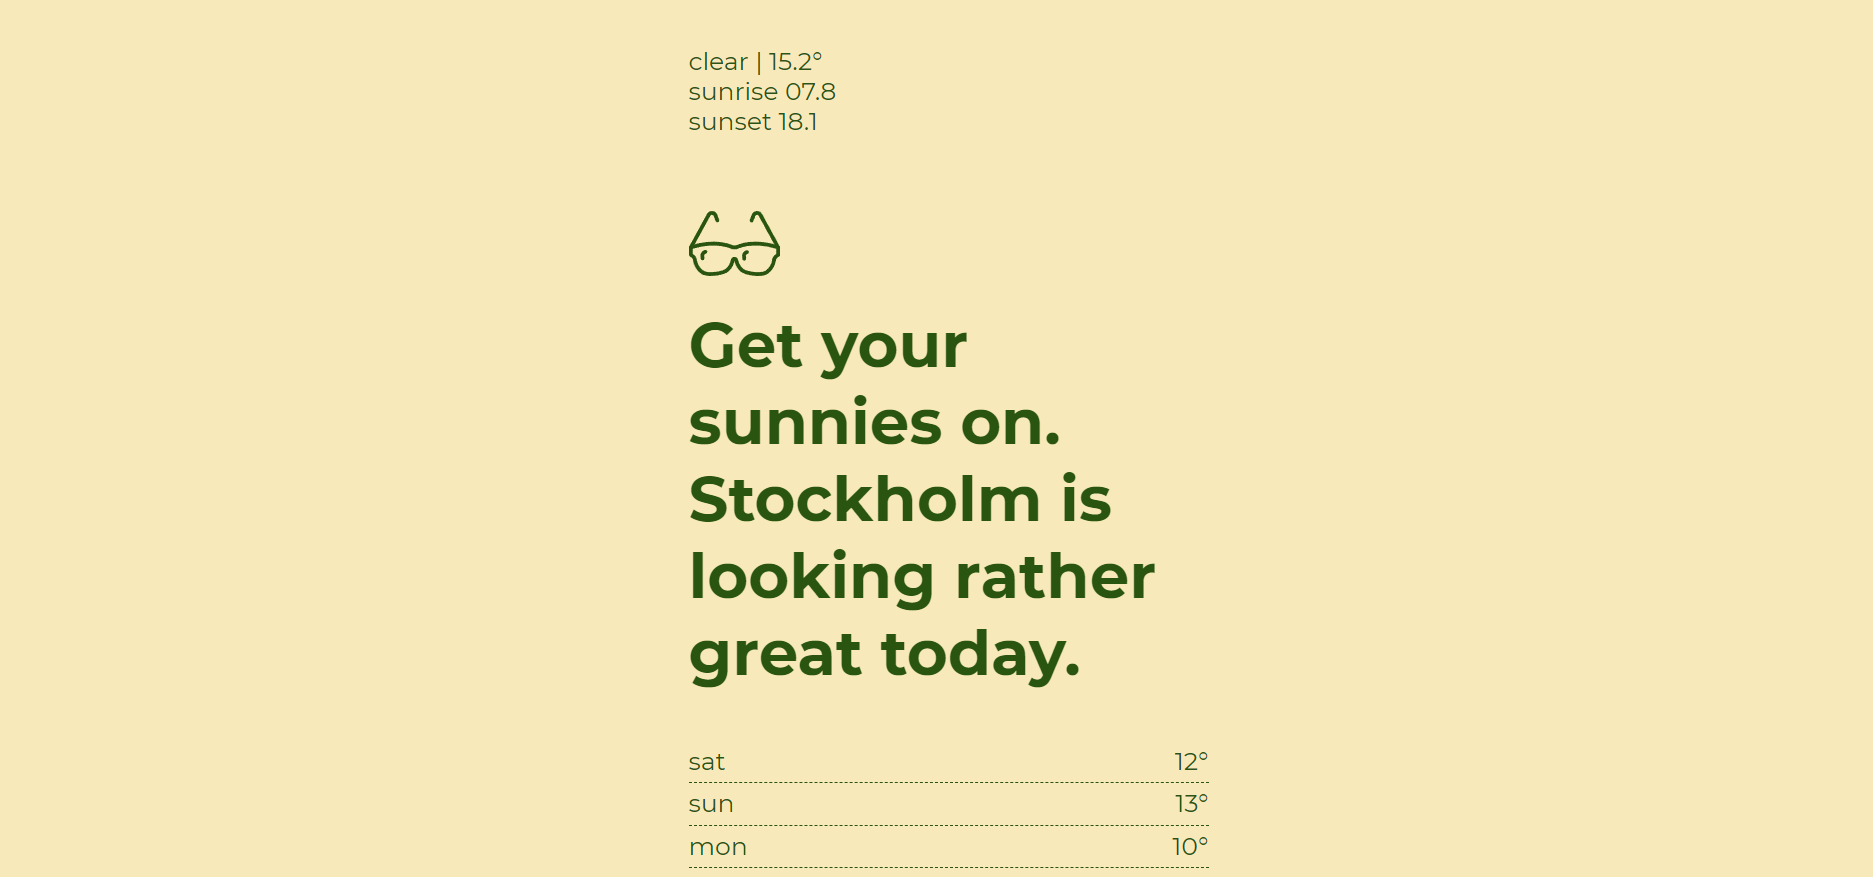 clear | 15.2°
sunrise 07.8
sunset 18.1
Get your
sunnies on.
Stockholm is
looking rather
great today.
sat 12°
sun 13°
mon 10°